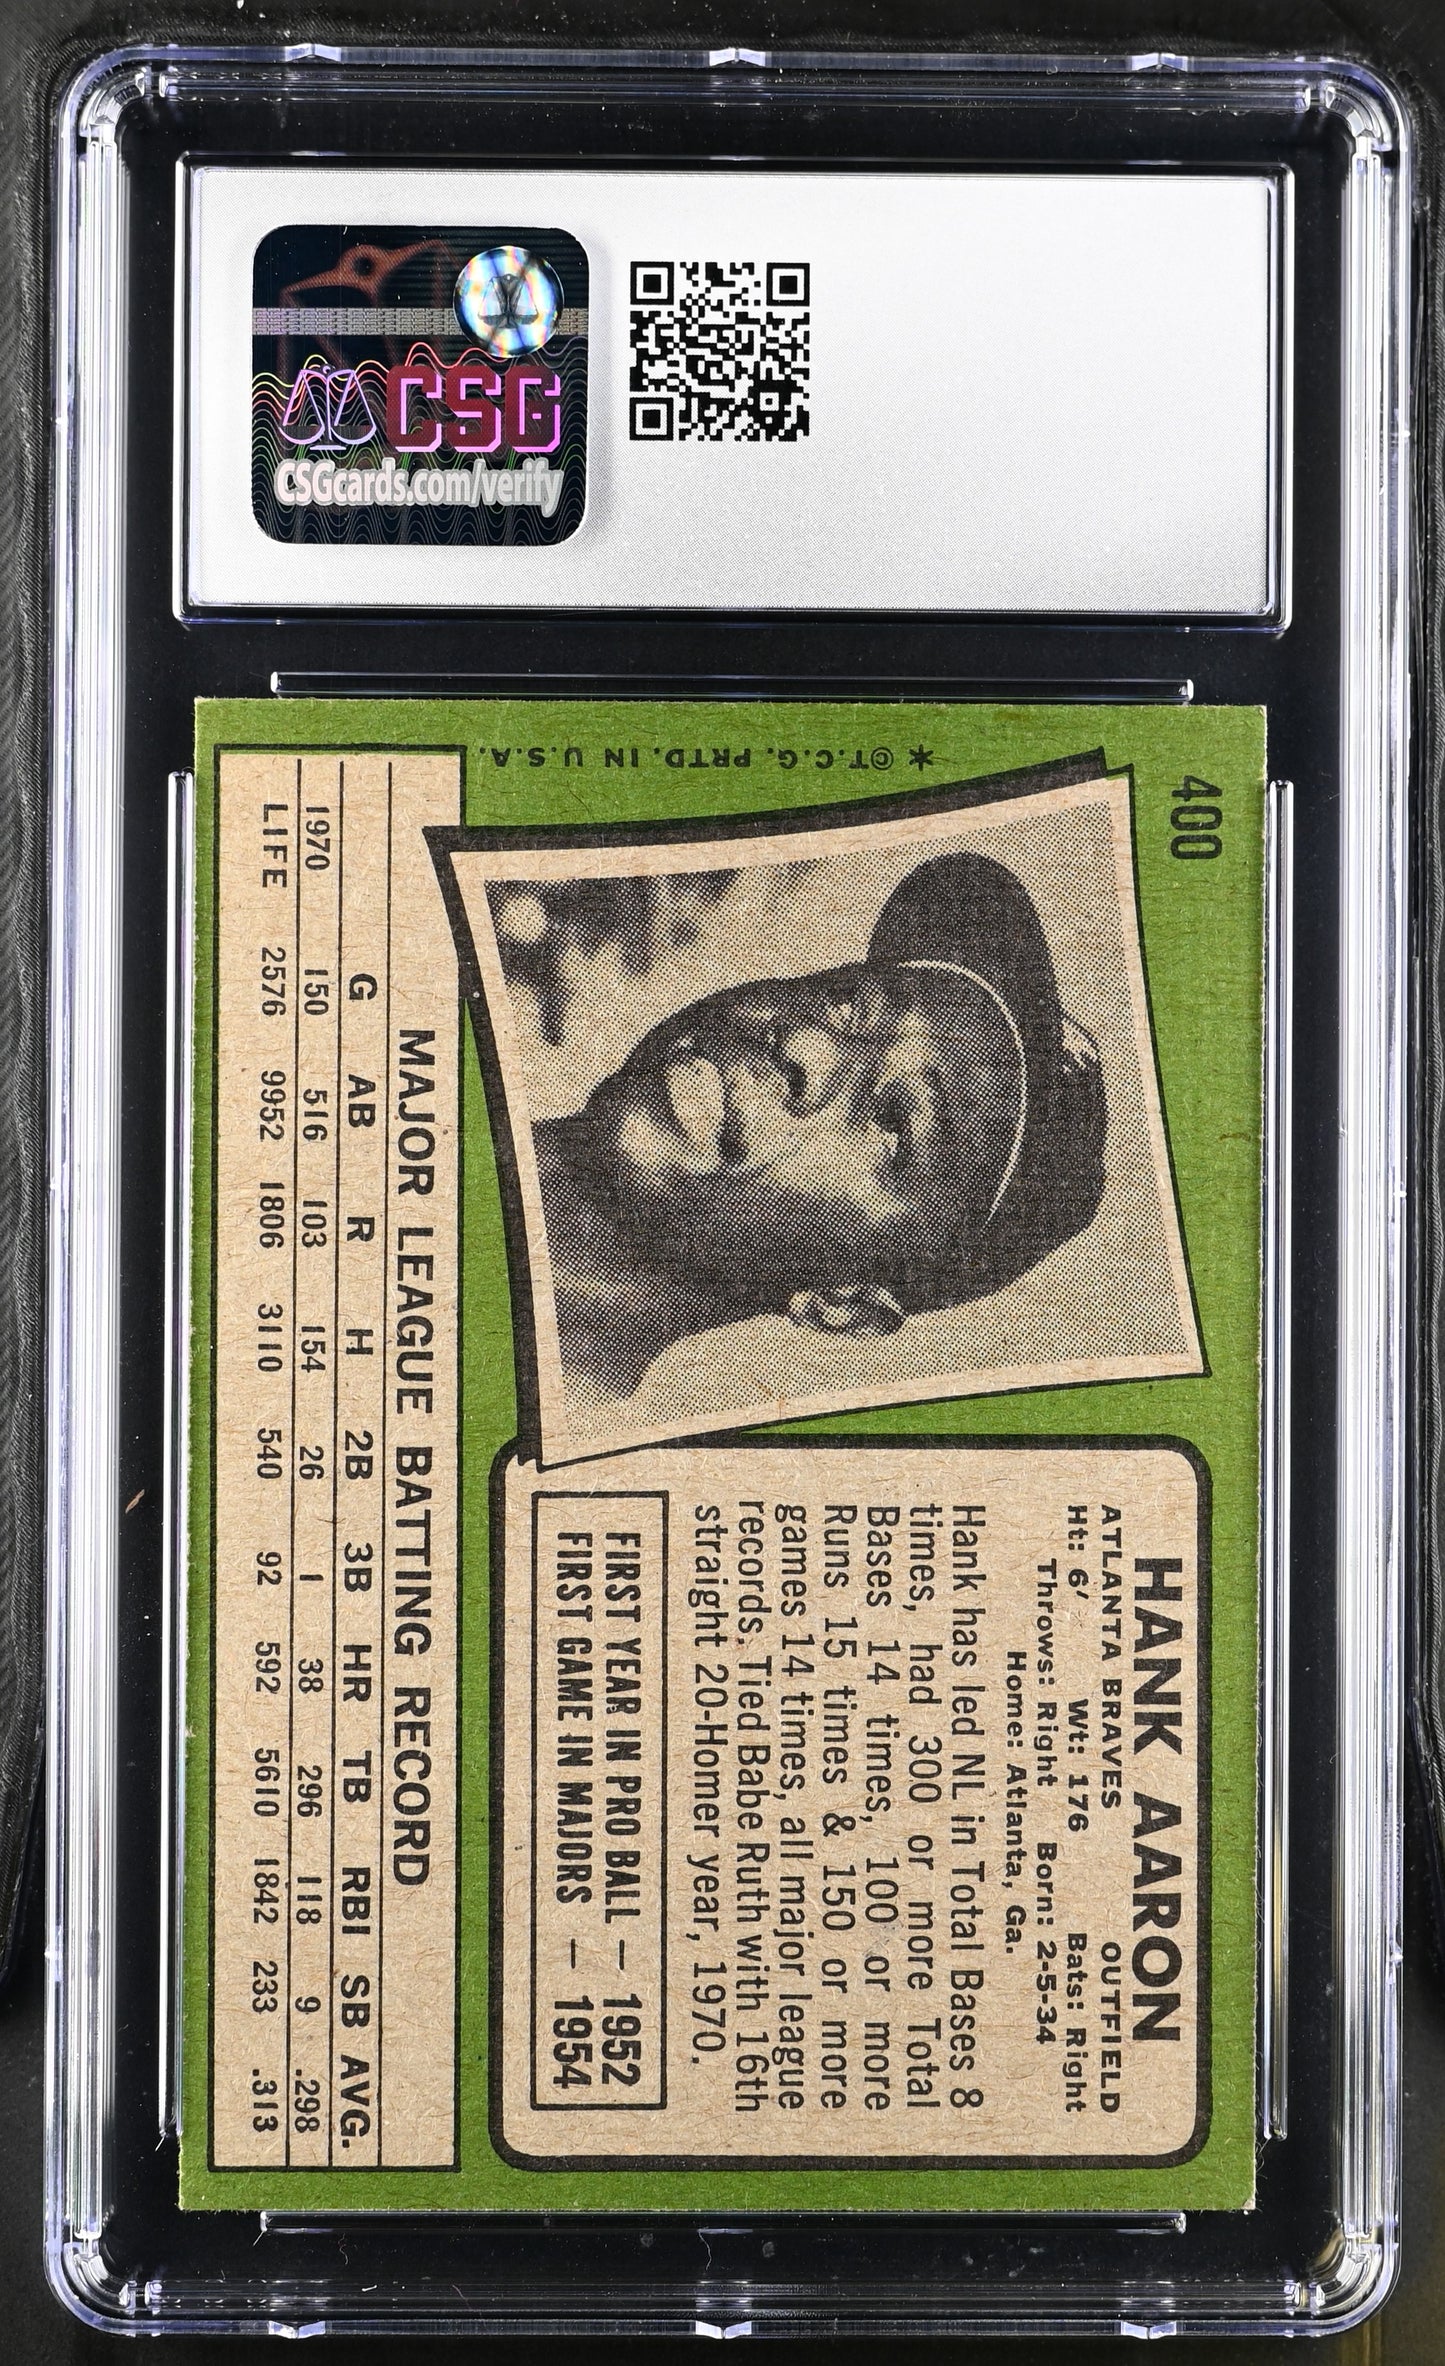 CSG
CSGcards.com/verify
400
✶ ©T.C.G. PRTD. IN U.S.A.
HANK AARON
ATLANTA BRAVES OUTFIELD
Ht: 6' Wt: 176 Bats: Right
Throws: Right Born: 2-5-34
Home: Atlanta, Ga.
Hank has led NL in Total Bases 8
times, had 300 or more Total
Bases 14 times, 100 or more
Runs 15 times & 150 or more
games 14 times, all major league
records. Tied Babe Ruth with 16th
straight 20-Homer year, 1970.
FIRST YEAR IN PRO BALL — 1952
FIRST GAME IN MAJORS — 1954
MAJOR LEAGUE BATTING RECORD
G AB R H 2B 3B HR TB RBI SB AVG.
1970 150 516 103 154 26 1 38 296 118 9 .298
LIFE 2576 9952 1806 3110 540 92 592 5610 1842 233 .313